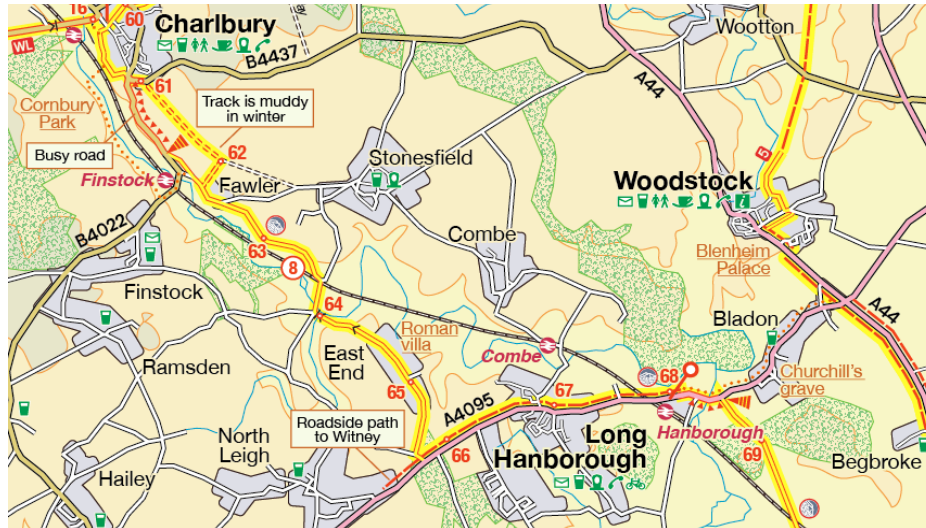 16
60
Charlbury
Wootton
WL
B4437
A44
61
Cornbury
Park
Track is muddy
in winter
5
Busy road
62
Stonesfield
Finstock
Fawler
Woodstock
i
B4022
63
Combe
Blenheim
Palace
8
Finstock
64
A44
Roman
villa
Bladon
East
End
Combe
Ramsden
68
Churchill's
grave
65
67
A4095
Roadside path
to Witney
Hanborough
North
Leigh
66
Long
Hanborough
69
Begbroke
Hailey